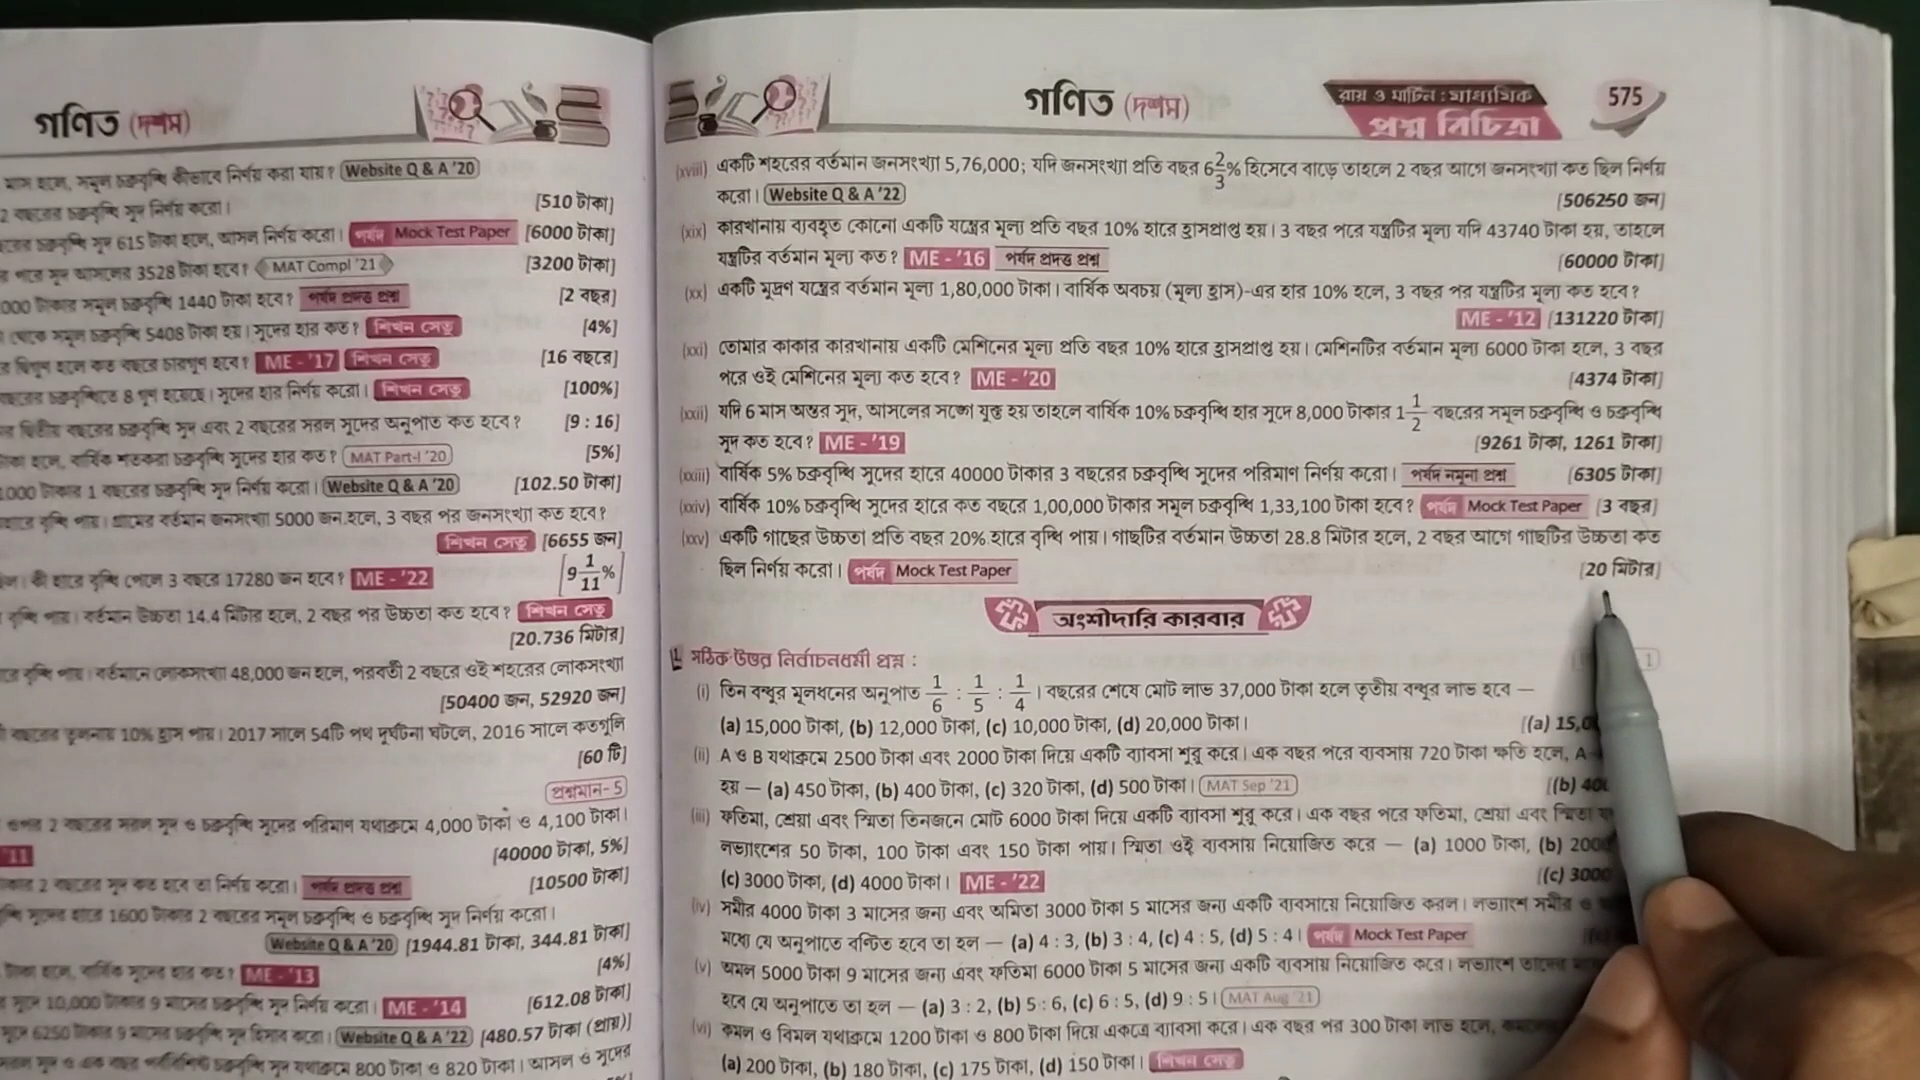 গণিত (দশম)
মাস হলে, সমূল চক্রবৃদ্ধি কীভাবে নির্ণয় করা যায়? Website Q & A '20
2 বছরের চক্রবৃদ্ধি সুদ নির্ণয় করো। [510 টাকা]
চক্রবৃদ্ধি সুদ 615 টাকা হলে, আসল নির্ণয় করো। পর্ষদ Mock Test Paper [6000 টাকা]
পরে সুদ আসলের 3528 টাকা হবে? MAT Compl '21 [3200 টাকা]
000 টাকার সমূল চক্রবৃদ্ধি 1440 টাকা হবে? পর্ষদ প্রদত্ত প্রশ্ন [2 বছর]
থেকে সমূল চক্রবৃদ্ধি 5408 টাকা হয়। সুদের হার কত? শিখন সেতু [4%]
দ্বিগুণ হলে কত বছরে চারগুণ হবে? ME - '17 শিখন সেতু [16 বছরে]
বছরের চক্রবৃদ্ধিতে 8 গুণ হয়েছে। সুদের হার নির্ণয় করো। শিখন সেতু [100%]
দ্বিতীয় বছরের চক্রবৃদ্ধি সুদ এবং 2 বছরের সরল সুদের অনুপাত কত হবে? [9 : 16]
টাকা হলে, বার্ষিক শতকরা চক্রবৃদ্ধি সুদের হার কত? MAT Part-I '20 [5%]
1000 টাকার 1 বছরের চক্রবৃদ্ধি সুদ নির্ণয় করো। Website Q & A '20 [102.50 টাকা]
হারে বৃদ্ধি পায়। গ্রামের বর্তমান জনসংখ্যা 5000 জন হলে, 3 বছর পর জনসংখ্যা কত হবে?
শিখন সেতু [6655 জন]
কী হারে বৃদ্ধি পেলে 3 বছরে 17280 জন হবে? ME - '22 [9 1/11 %]
বৃদ্ধি পায়। বর্তমান উচ্চতা 14.4 মিটার হলে, 2 বছর পর উচ্চতা কত হবে? শিখন সেতু
[20.736 মিটার]
হারে বৃদ্ধি পায়। বর্তমানে লোকসংখ্যা 48,000 জন হলে, পরবর্তী 2 বছরে ওই শহরের লোকসংখ্যা
[50400 জন, 52920 জন]
বছরের তুলনায় 10% হ্রাস পায়। 2017 সালে 54টি পথ দুর্ঘটনা ঘটলে, 2016 সালে কতগুলি
[60 টি]
প্রশ্নমান- 5
2 বছরের সরল সুদ ও চক্রবৃদ্ধি সুদের পরিমাণ যথাক্রমে 4,000 টাকা ও 4,100 টাকা।
'11 [40000 টাকা, 5%]
2 বছরের সুদ কত হবে তা নির্ণয় করো। পর্ষদ প্রদত্ত প্রশ্ন [10500 টাকা]
সুদের হারে 1600 টাকার 2 বছরের সমূল চক্রবৃদ্ধি ও চক্রবৃদ্ধি সুদ নির্ণয় করো।
Website Q & A '20 [1944.81 টাকা, 344.81 টাকা]
টাকা হলে, বার্ষিক সুদের হার কত? ME - '13 [4%]
সুদে 10,000 টাকার 9 মাসের চক্রবৃদ্ধি সুদ নির্ণয় করো। ME - '14 [612.08 টাকা]
সুদে 6250 টাকার 9 মাসের চক্রবৃদ্ধি সুদ হিসাব করো। Website Q & A '22 [480.57 টাকা (প্রায়)]
সুদ যথাক্রমে 800 টাকা ও 820 টাকা। আসল ও সুদের
গণিত (দশম)
রায় ও মার্টিন : মাধ্যমিক
প্রশ্ন বিচিত্রা
575
(xviii) একটি শহরের বর্তমান জনসংখ্যা 5,76,000; যদি জনসংখ্যা প্রতি বছর 6 2/3 % হিসেবে বাড়ে তাহলে 2 বছর আগে জনসংখ্যা কত ছিল নির্ণয়
করো। Website Q & A '22 [506250 জন]
(xix) কারখানায় ব্যবহৃত কোনো একটি যন্ত্রের মূল্য প্রতি বছর 10% হারে হ্রাসপ্রাপ্ত হয়। 3 বছর পরে যন্ত্রটির মূল্য যদি 43740 টাকা হয়, তাহলে
যন্ত্রটির বর্তমান মূল্য কত? ME - '16 পর্ষদ প্রদত্ত প্রশ্ন [60000 টাকা]
(xx) একটি মুদ্রণ যন্ত্রের বর্তমান মূল্য 1,80,000 টাকা। বার্ষিক অবচয় (মূল্য হ্রাস)-এর হার 10% হলে, 3 বছর পর যন্ত্রটির মূল্য কত হবে?
ME - '12 [131220 টাকা]
(xxi) তোমার কাকার কারখানায় একটি মেশিনের মূল্য প্রতি বছর 10% হারে হ্রাসপ্রাপ্ত হয়। মেশিনটির বর্তমান মূল্য 6000 টাকা হলে, 3 বছর
পরে ওই মেশিনের মূল্য কত হবে? ME - '20 [4374 টাকা]
(xxii) যদি 6 মাস অন্তর সুদ, আসলের সঙ্গে যুক্ত হয় তাহলে বার্ষিক 10% চক্রবৃদ্ধি হার সুদে 8,000 টাকার 1 1/2 বছরের সমূল চক্রবৃদ্ধি ও চক্রবৃদ্ধি
সুদ কত হবে? ME - '19 [9261 টাকা, 1261 টাকা]
(xxiii) বার্ষিক 5% চক্রবৃদ্ধি সুদের হারে 40000 টাকার 3 বছরের চক্রবৃদ্ধি সুদের পরিমাণ নির্ণয় করো। পর্ষদ নমুনা প্রশ্ন [6305 টাকা]
(xxiv) বার্ষিক 10% চক্রবৃদ্ধি সুদের হারে কত বছরে 1,00,000 টাকার সমূল চক্রবৃদ্ধি 1,33,100 টাকা হবে? পর্ষদ Mock Test Paper [3 বছর]
(xxv) একটি গাছের উচ্চতা প্রতি বছর 20% হারে বৃদ্ধি পায়। গাছটির বর্তমান উচ্চতা 28.8 মিটার হলে, 2 বছর আগে গাছটির উচ্চতা কত
ছিল নির্ণয় করো। পর্ষদ Mock Test Paper [20 মিটার]
অংশীদারি কারবার
1. সঠিক উত্তর নির্বাচনধর্মী প্রশ্ন : 1
(i) তিন বন্ধুর মূলধনের অনুপাত 1/6 : 1/5 : 1/4। বছরের শেষে মোট লাভ 37,000 টাকা হলে তৃতীয় বন্ধুর লাভ হবে —
(a) 15,000 টাকা, (b) 12,000 টাকা, (c) 10,000 টাকা, (d) 20,000 টাকা। [(a) 15,0
(ii) A ও B যথাক্রমে 2500 টাকা এবং 2000 টাকা দিয়ে একটি ব্যাবসা শুরু করে। এক বছর পরে ব্যবসায় 720 টাকা ক্ষতি হলে, A-
হয় — (a) 450 টাকা, (b) 400 টাকা, (c) 320 টাকা, (d) 500 টাকা। MAT Sep '21 [(b) 40
(iii) ফতিমা, শ্রেয়া এবং স্মিতা তিনজনে মোট 6000 টাকা দিয়ে একটি ব্যাবসা শুরু করে। এক বছর পরে ফতিমা, শ্রেয়া এবং স্মিতা
লভ্যাংশের 50 টাকা, 100 টাকা এবং 150 টাকা পায়। স্মিতা ওই ব্যবসায় নিয়োজিত করে — (a) 1000 টাকা, (b) 200
(c) 3000 টাকা, (d) 4000 টাকা। ME - '22 [(c) 3000
(iv) সমীর 4000 টাকা 3 মাসের জন্য এবং অমিতা 3000 টাকা 5 মাসের জন্য একটি ব্যবসায়ে নিয়োজিত করল। লভ্যাংশ সমীর ও
মধ্যে যে অনুপাতে বণ্টিত হবে তা হল — (a) 4 : 3, (b) 3 : 4, (c) 4 : 5, (d) 5 : 4। পর্ষদ Mock Test Paper
(v) অমল 5000 টাকা 9 মাসের জন্য এবং ফতিমা 6000 টাকা 5 মাসের জন্য একটি ব্যবসায় নিয়োজিত করে। লভ্যাংশ তাদের
হবে যে অনুপাতে তা হল — (a) 3 : 2, (b) 5 : 6, (c) 6 : 5, (d) 9 : 5। MAT Aug '21
(vi) কমল ও বিমল যথাক্রমে 1200 টাকা ও 800 টাকা দিয়ে একত্রে ব্যাবসা করে। এক বছর পর 300 টাকা লাভ হলে,
(a) 200 টাকা, (b) 180 টাকা, (c) 175 টাকা, (d) 150 টাকা। শিখন সেতু